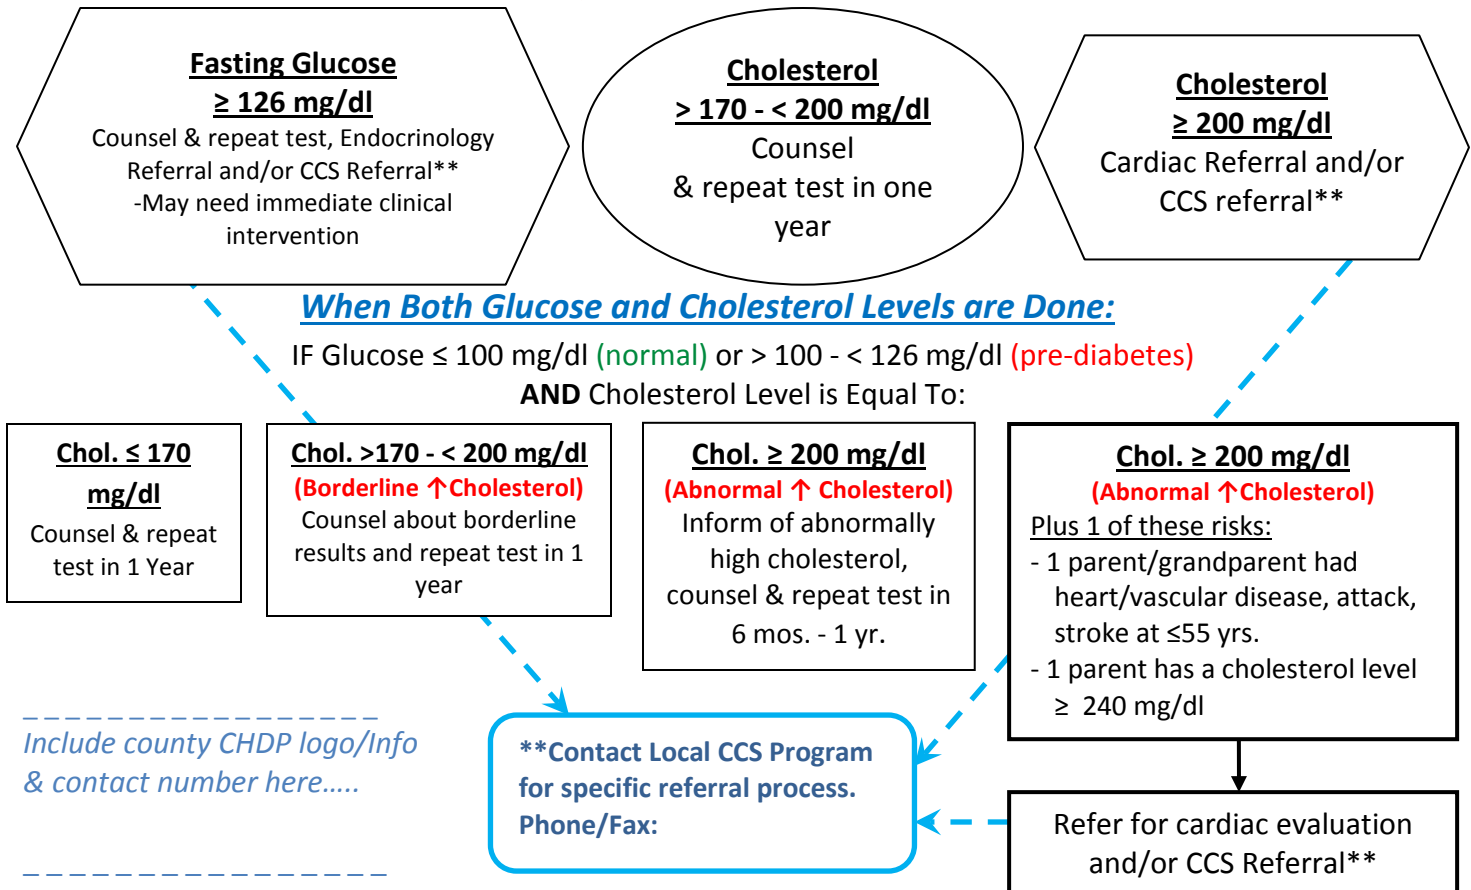 Fasting Glucose
≥ 126 mg/dl
Counsel & repeat test, Endocrinology
Referral and/or CCS Referral**
-May need immediate clinical
intervention
Cholesterol
> 170 - < 200 mg/dl
Counsel
& repeat test in one
year
Cholesterol
≥ 200 mg/dl
Cardiac Referral and/or
CCS referral**
When Both Glucose and Cholesterol Levels are Done:
IF Glucose ≤ 100 mg/dl (normal) or > 100 - < 126 mg/dl (pre-diabetes)
AND Cholesterol Level is Equal To:
Chol. ≤ 170
mg/dl
Counsel & repeat
test in 1 Year
Chol. >170 - < 200 mg/dl
(Borderline ↑Cholesterol)
Counsel about borderline
results and repeat test in 1
year
Chol. ≥ 200 mg/dl
(Abnormal ↑ Cholesterol)
Inform of abnormally
high cholesterol,
counsel & repeat test in
6 mos. - 1 yr.
Chol. ≥ 200 mg/dl
(Abnormal ↑Cholesterol)
Plus 1 of these risks:
- 1 parent/grandparent had
heart/vascular disease, attack,
stroke at ≤55 yrs.
- 1 parent has a cholesterol level
≥ 240 mg/dl
_ _ _ _ _ _ _ _ _ _ _ _ _ _ _ _ _
Include county CHDP logo/Info
& contact number here…..
_ _ _ _ _ _ _ _ _ _ _ _ _ _ _ _
**Contact Local CCS Program
for specific referral process.
Phone/Fax:
Refer for cardiac evaluation
and/or CCS Referral**